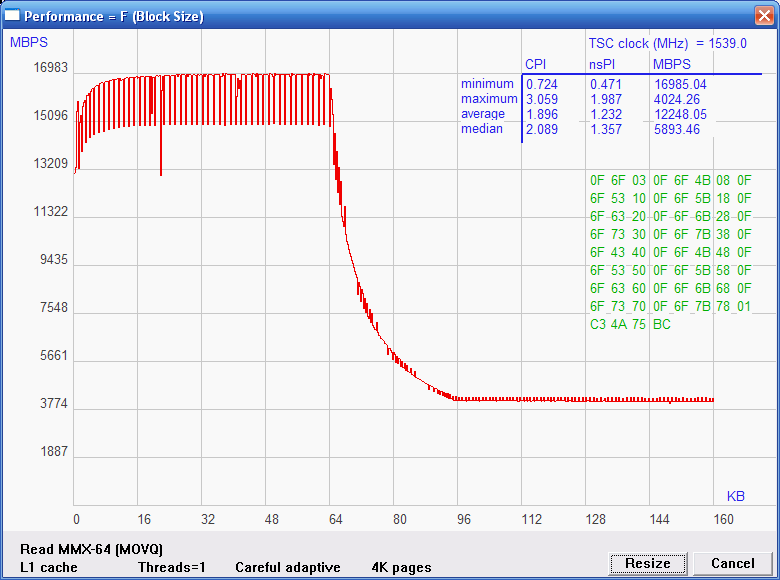 Performance = F (Block Size)
MBPS
TSC clock (MHz) = 1539.0
CPI nsPI MBPS
minimum 0.724 0.471 16985.04
maximum 3.059 1.987 4024.26
average 1.896 1.232 12248.05
median 2.089 1.357 5893.46
16983
15096
13209
11322
9435
7548
5661
3774
1887
0F 6F 03 0F 6F 4B 08 0F
6F 53 10 0F 6F 5B 18 0F
6F 63 20 0F 6F 6B 28 0F
6F 73 30 0F 6F 7B 38 0F
6F 43 40 0F 6F 4B 48 0F
6F 53 50 0F 6F 5B 58 0F
6F 63 60 0F 6F 6B 68 0F
6F 73 70 0F 6F 7B 78 01
C3 4A 75 BC
KB
0 16 32 48 64 80 96 112 128 144 160
Read MMX-64 (MOVQ)
L1 cache Threads=1 Careful adaptive 4K pages
Resize Cancel